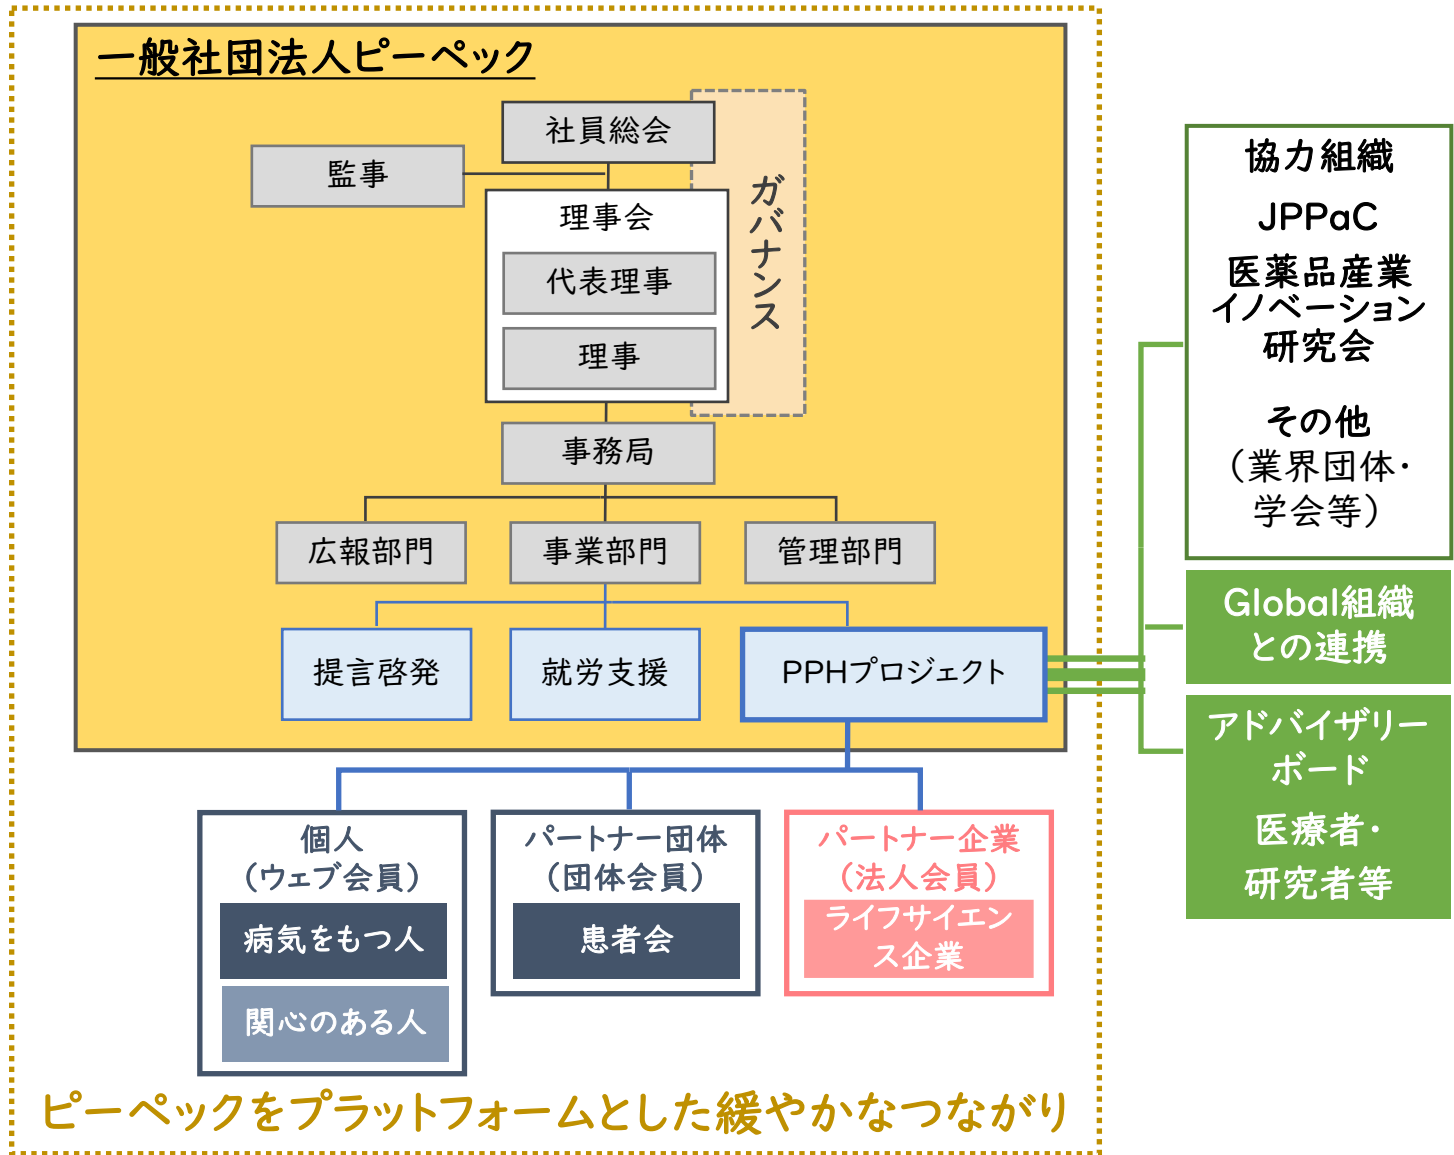 一般社団法人ピーペック
社員総会
監事
ガバナンス
理事会
代表理事
理事
事務局
広報部門
事業部門
管理部門
提言啓発
就労支援
PPHプロジェクト
個人
（ウェブ会員）
病気をもつ人
関心のある人
パートナー団体
（団体会員）
患者会
パートナー企業
（法人会員）
ライフサイエン
ス企業
ピーペックをプラットフォームとした緩やかなつながり
協力組織
JPPaC
医薬品産業
イノベーション
研究会
その他
（業界団体・
学会等）
Global組織
との連携
アドバイザリー
ボード
医療者・
研究者等